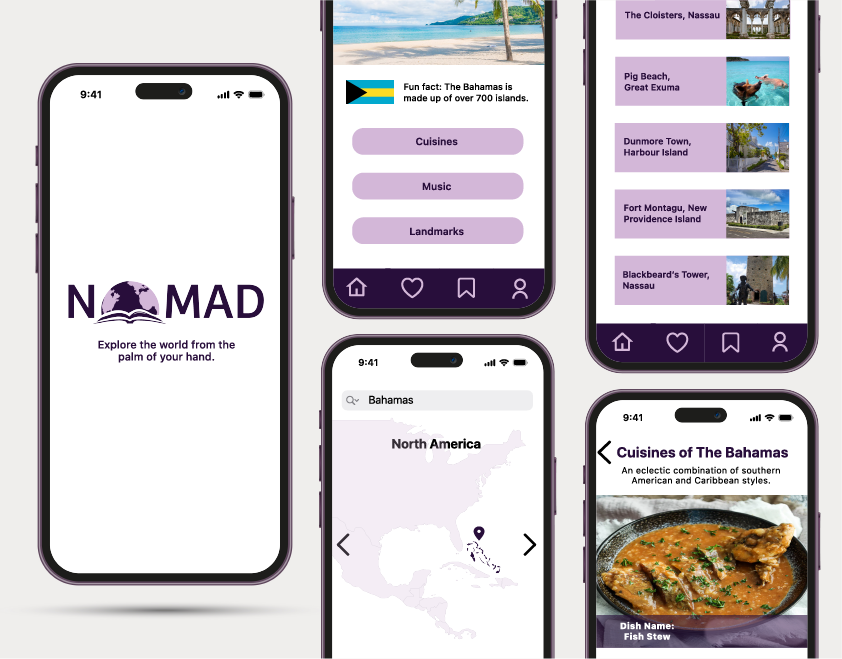 9:41
NOMAD
Explore the world from the
palm of your hand.
Fun fact: The Bahamas is
made up of over 700 islands.
Cuisines
Music
Landmarks
9:41
Bahamas
North America
The Cloisters, Nassau
Pig Beach,
Great Exuma
Dunmore Town,
Harbour Island
Fort Montagu, New
Providence Island
Blackbeard's Tower,
Nassau
9:41
Cuisines of The Bahamas
An eclectic combination of southern
American and Caribbean styles.
Dish Name:
Fish Stew